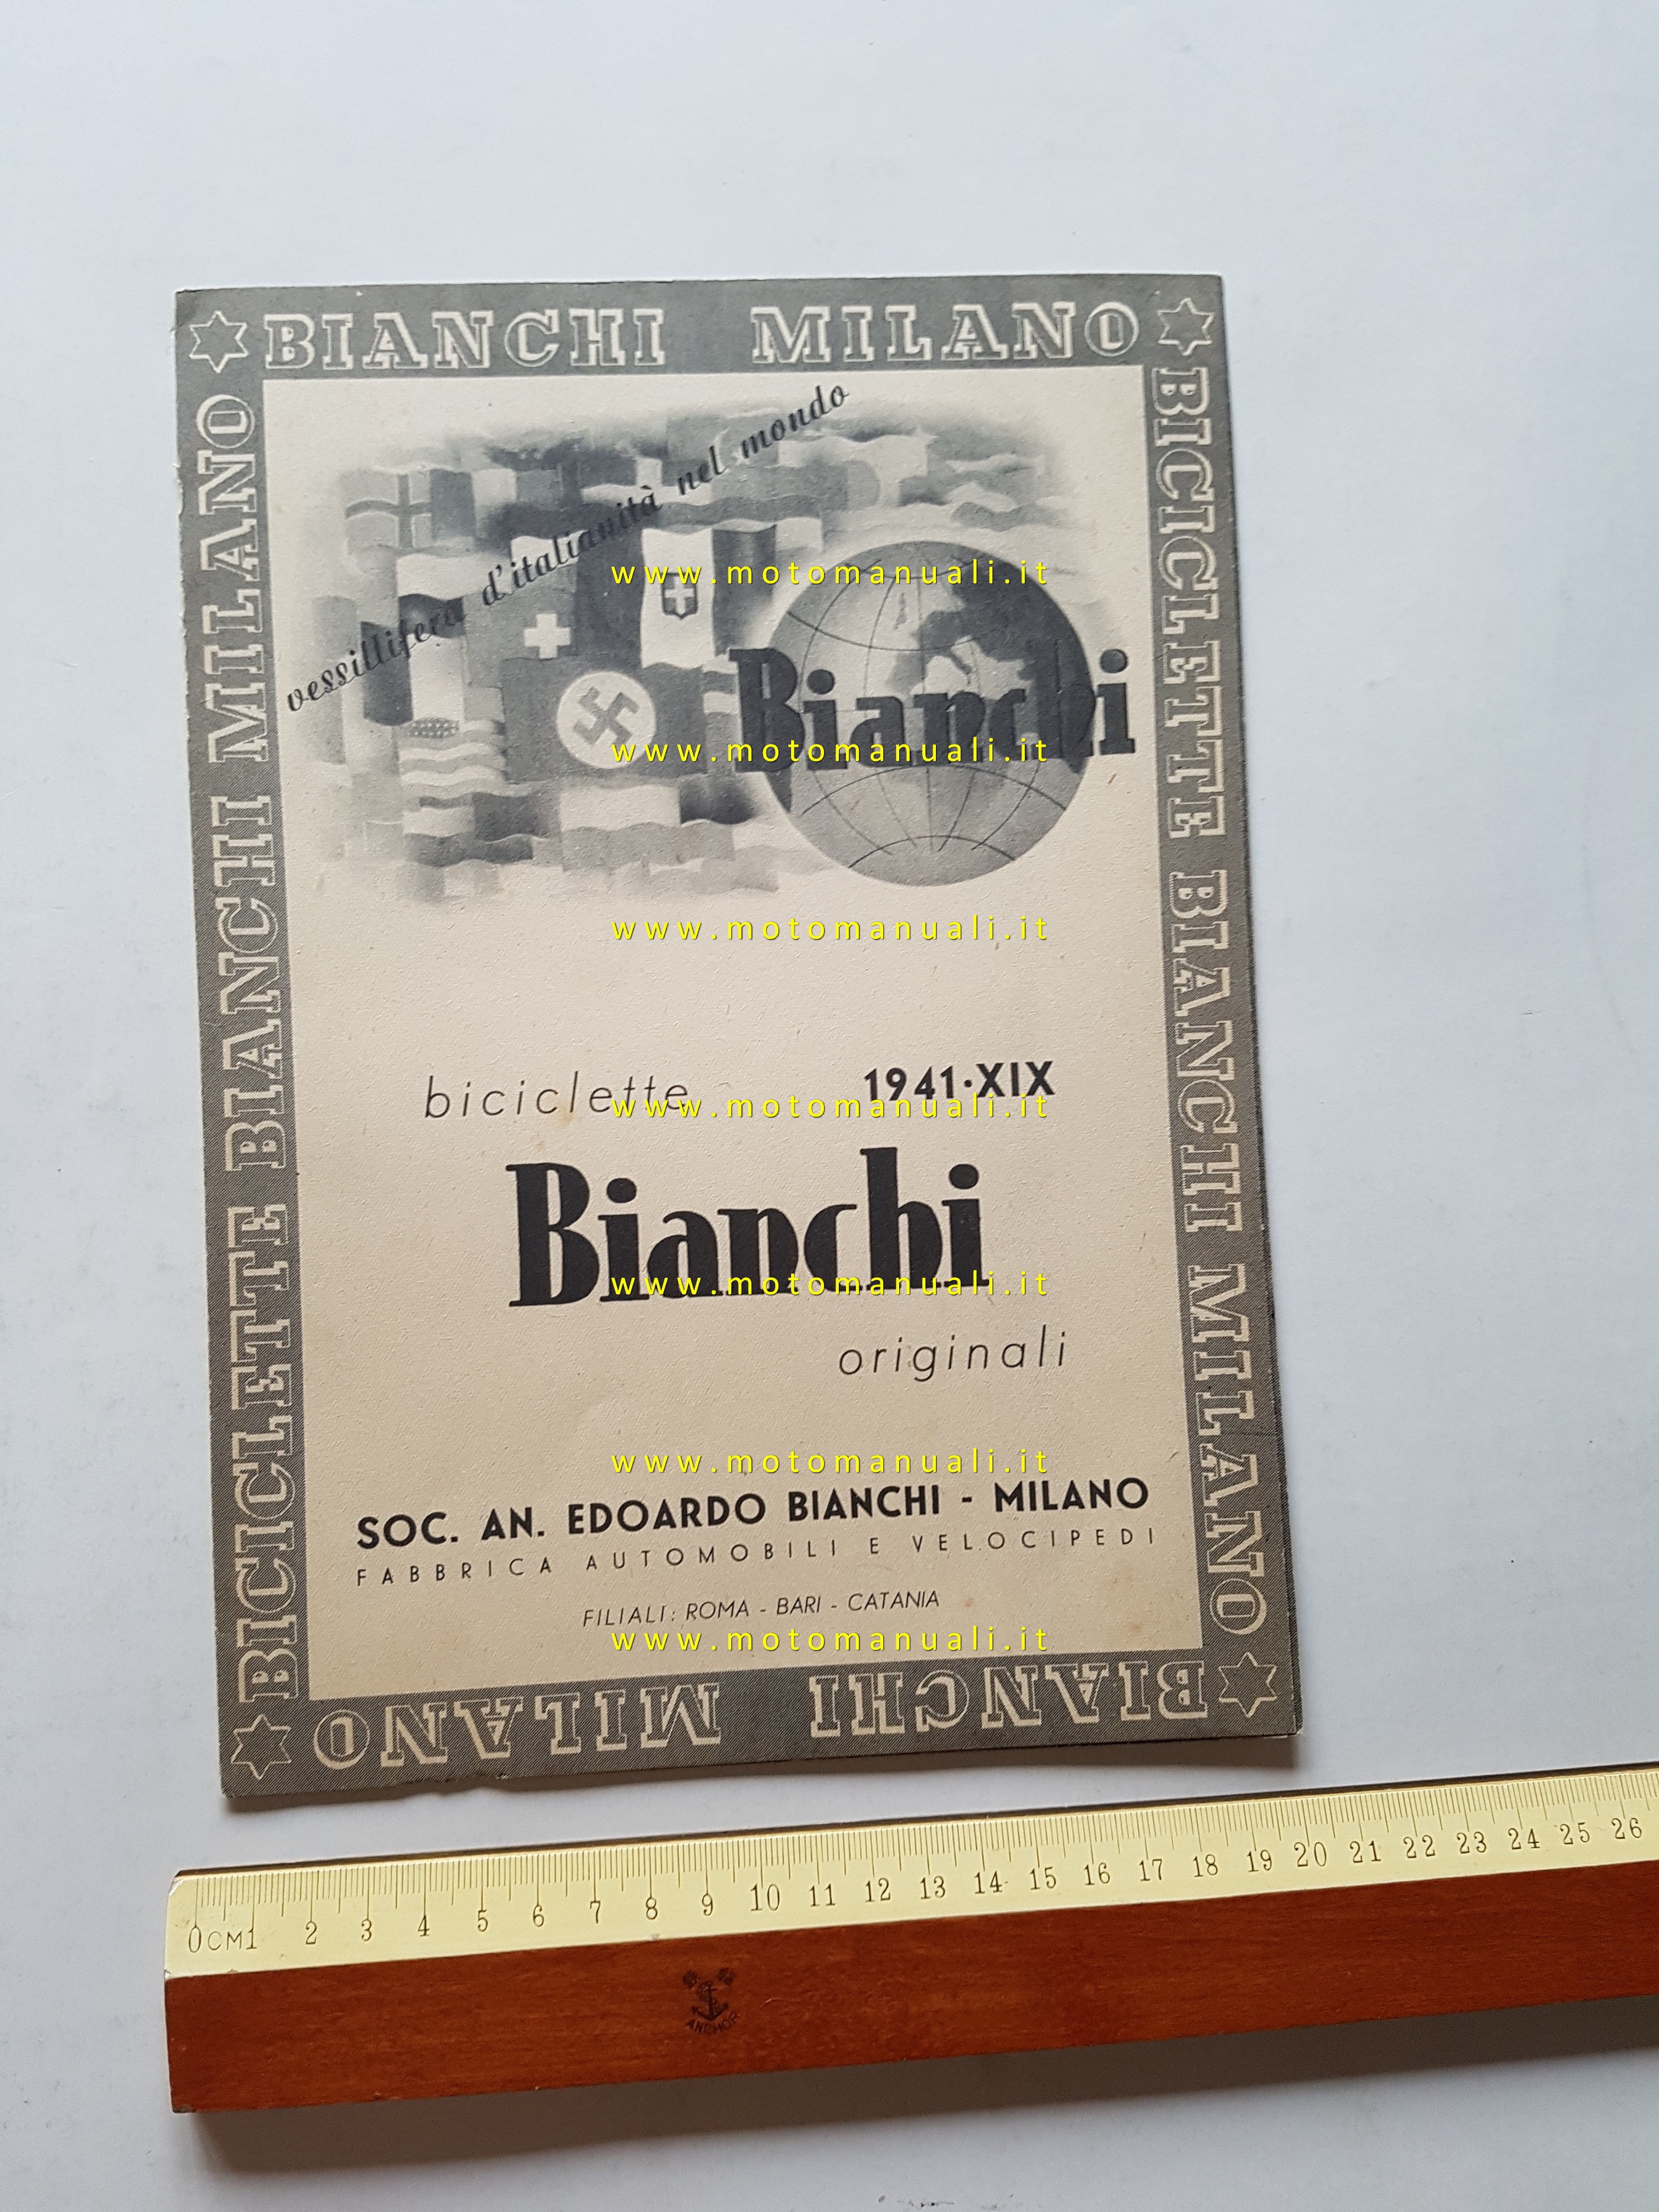 BIANCHI MILANO
BICICLETTE BIANCHI MILANO
BICICLETTE BIANCHI MILANO
vessillifera d'italianità nel mondo
www.motomanuali.it
Bianchi
www.motomanuali.it
www.motomanuali.it
biciclette 1941·XIX
www.motomanuali.it
Bianchi
www.motomanuali.it
originali
www.motomanuali.it
SOC. AN. EDOARDO BIANCHI - MILANO
FABBRICA AUTOMOBILI E VELOCIPEDI
FILIALI: ROMA - BARI - CATANIA
www.motomanuali.it
BIANCHI MILANO
0CM1 2 3 4 5 6 7 8 9 10 11 12 13 14 15 16 17 18 19 20 21 22 23 24 25 26
ANCHOR